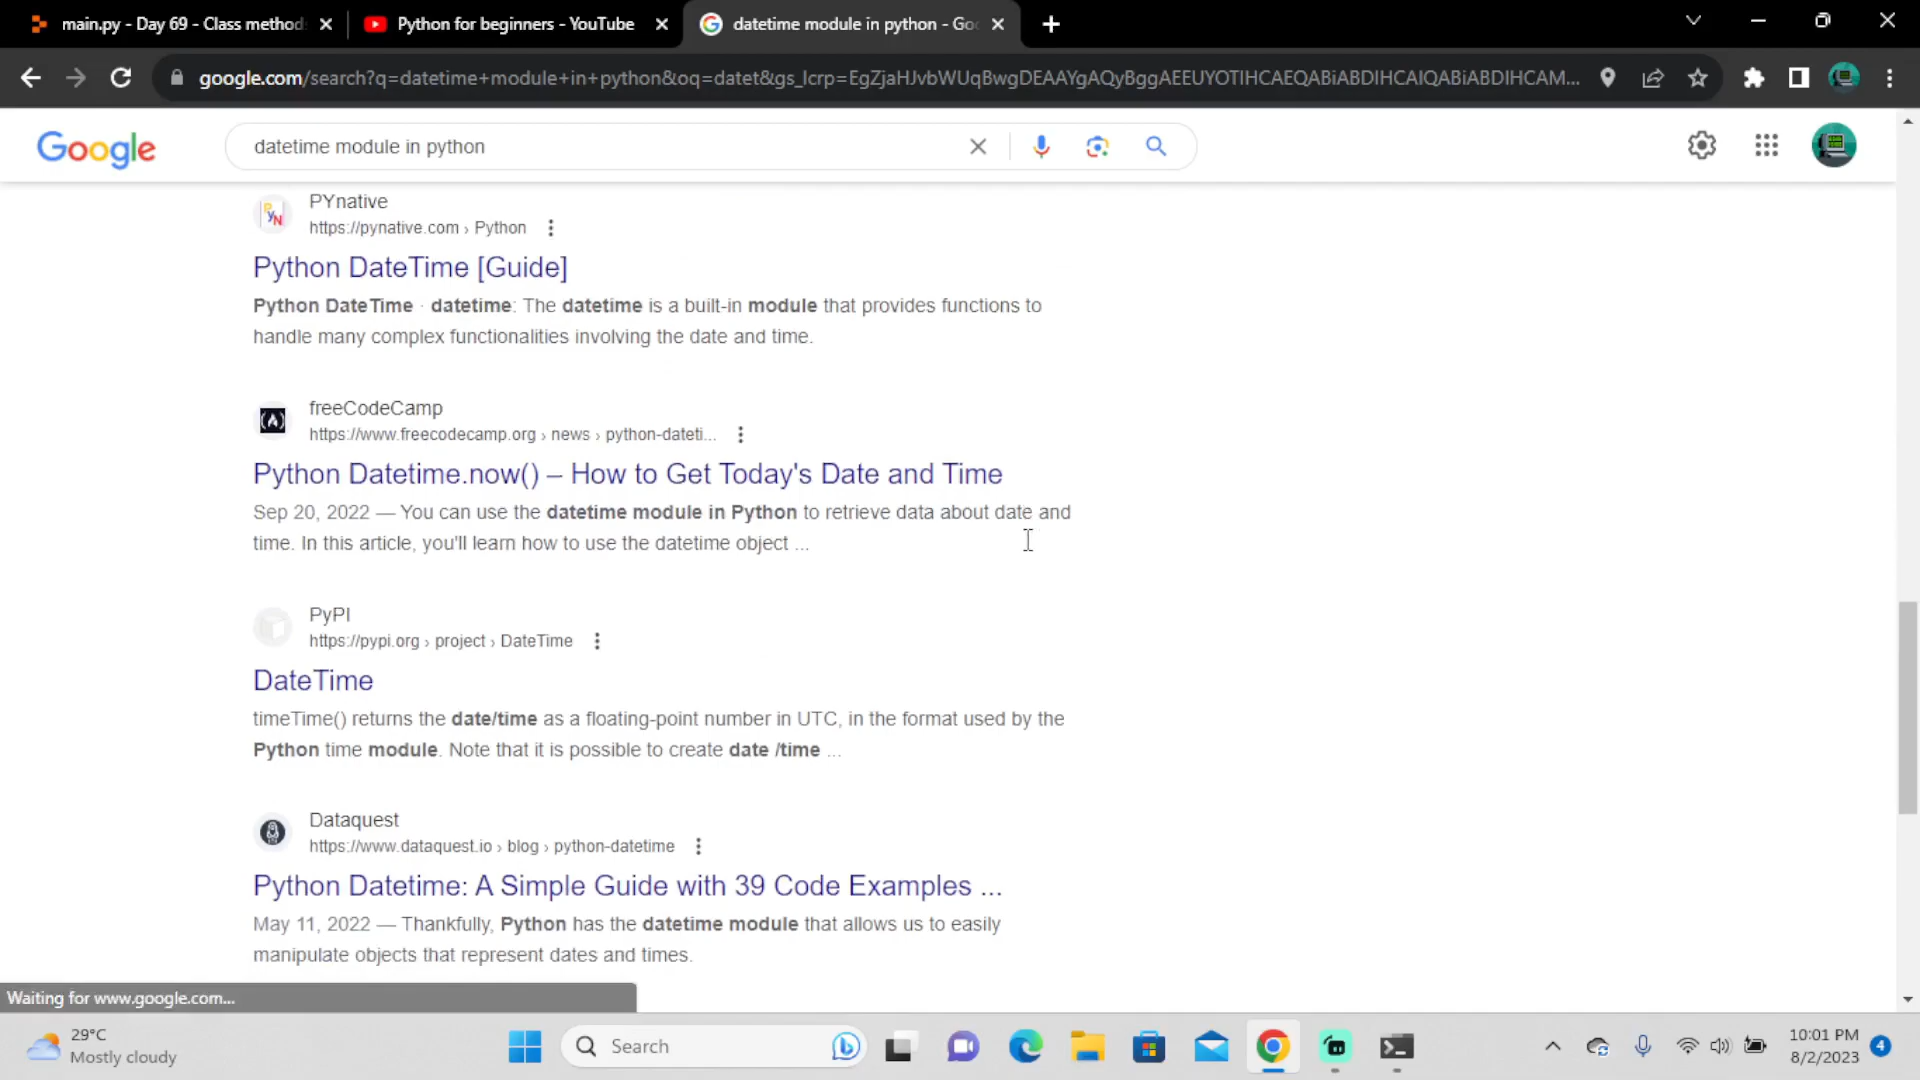 main.py - Day 69 - Class method
Python for beginners - YouTube
datetime module in python - Goo
google.com/search?q=datetime+module+in+python&oq=datet&gs_lcrp=EgZjaHJvbWUqBwgDEAAYgAQyBggAEEUYOTIHCAEQABiABDIHCAIQABiABDIHCAM...
Google
datetime module in python
PYnative
https://pynative.com › Python
Python DateTime [Guide]
Python DateTime · datetime: The datetime is a built-in module that provides functions to
handle many complex functionalities involving the date and time.
freeCodeCamp
https://www.freecodecamp.org › news › python-dateti...
Python Datetime.now() – How to Get Today's Date and Time
Sep 20, 2022 — You can use the datetime module in Python to retrieve data about date and
time. In this article, you'll learn how to use the datetime object ...
PyPI
https://pypi.org › project › DateTime
DateTime
timeTime() returns the date/time as a floating-point number in UTC, in the format used by the
Python time module. Note that it is possible to create date /time ...
Dataquest
https://www.dataquest.io › blog › python-datetime
Python Datetime: A Simple Guide with 39 Code Examples ...
May 11, 2022 — Thankfully, Python has the datetime module that allows us to easily
manipulate objects that represent dates and times.
Waiting for www.google.com...
29°C
Mostly cloudy
Search
10:01 PM
8/2/2023
4